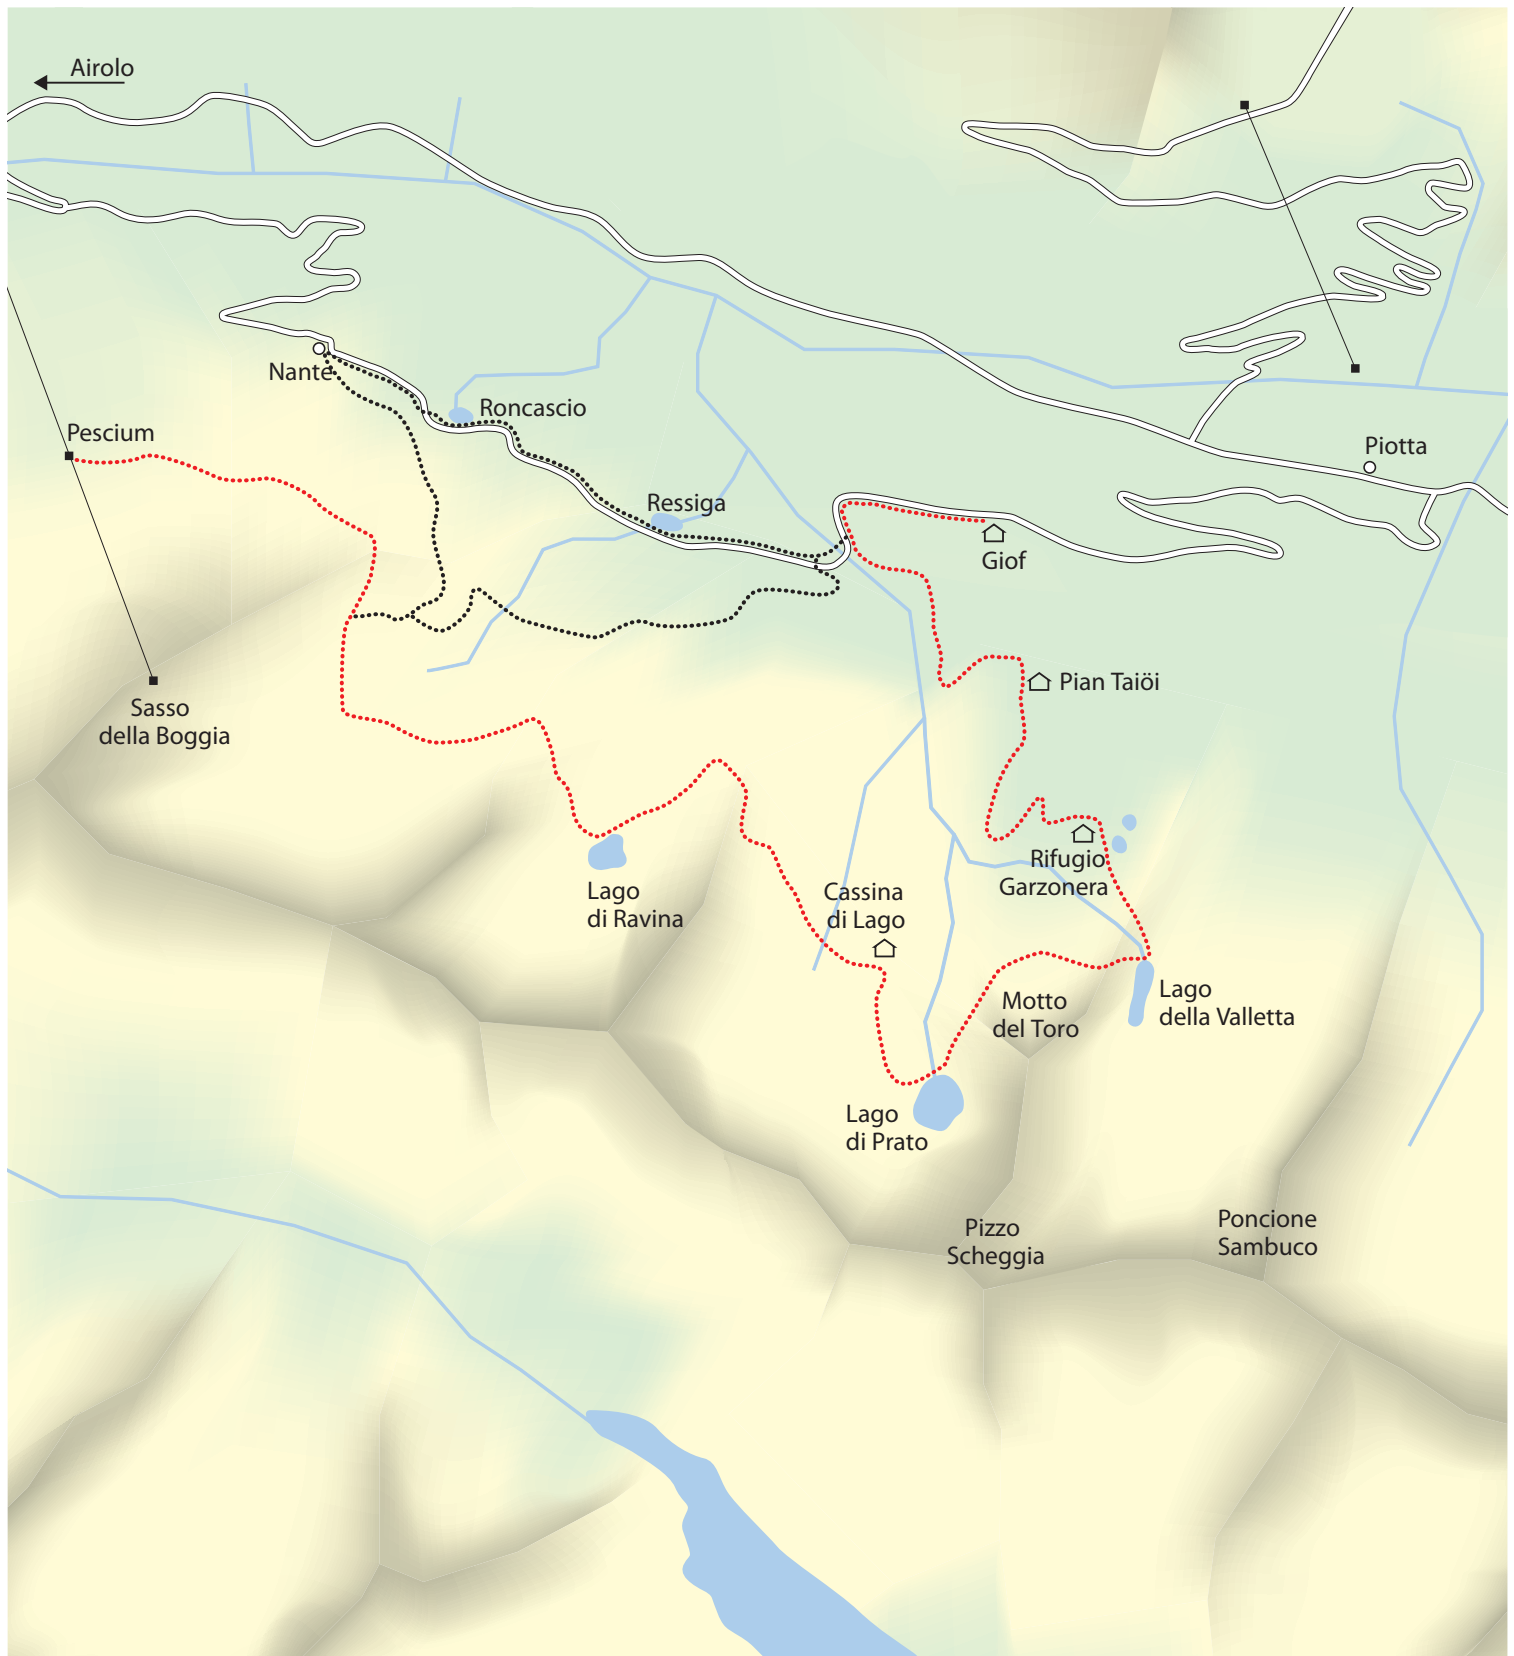 Airolo
Nante
Roncascio
Pescium
Piotta
Ressiga
Giof
Pian Taiöi
Sasso
della Boggia
Rifugio
Garzonera
Lago
di Ravina
Cassina
di Lago
Motto
del Toro
Lago
della Valletta
Lago
di Prato
Pizzo
Scheggia
Poncione
Sambuco